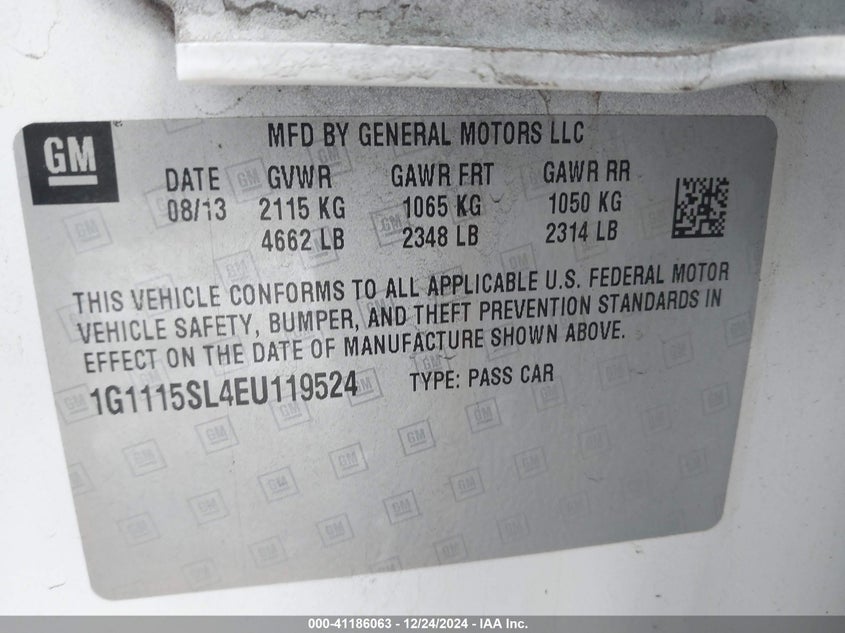 GM
MFD BY GENERAL MOTORS LLC
DATE GVWR GAWR FRT GAWR RR
08/13 2115 KG 1065 KG 1050 KG
4662 LB 2348 LB 2314 LB
THIS VEHICLE CONFORMS TO ALL APPLICABLE U.S. FEDERAL MOTOR
VEHICLE SAFETY, BUMPER, AND THEFT PREVENTION STANDARDS IN
EFFECT ON THE DATE OF MANUFACTURE SHOWN ABOVE.
1G1115SL4EU119524 TYPE: PASS CAR
000-41186063 - 12/24/2024 - IAA Inc.